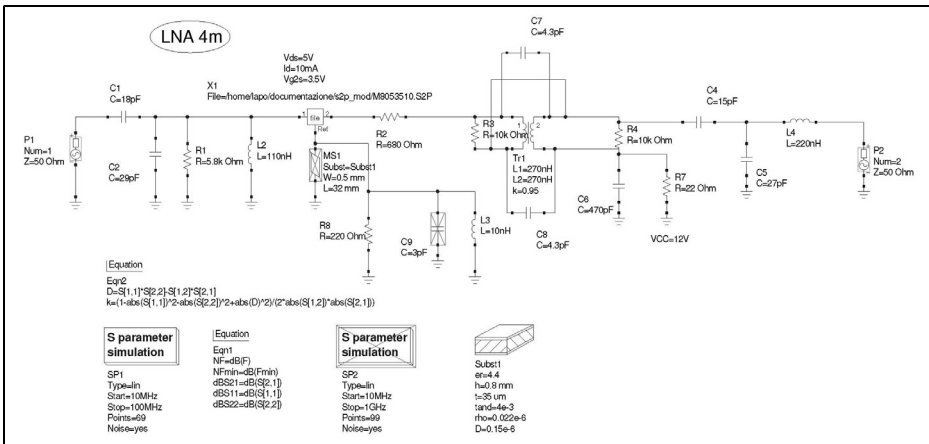 LNA 4m
C7
C=4.3pF
Vds=5V
Id=10mA
Vg2s=3.5V
X1
File=/home/lapo/documentazione/s2p_mod/M8053510.S2P
C1
C=18pF
C4
C=15pF
1 file 2
Ref
R2
R=680 Ohm
R3
R=10k Ohm
1 2
R4
R=10k Ohm
L4
L=220nH
P1
Num=1
Z=50 Ohm
C2
C=29pF
R1
R=5.8k Ohm
L2
L=110nH
MS1
Subst=Subst1
W=0.5 mm
L=32 mm
Tr1
L1=270nH
L2=270nH
k=0.95
P2
Num=2
Z=50 Ohm
C6
C=470pF
R7
R=22 Ohm
C5
C=27pF
R8
R=220 Ohm
C9
C=3pF
L3
L=10nH
C8
C=4.3pF
VCC=12V
Equation
Eqn2
D=S[1,1]*S[2,2]-S[1,2]*S[2,1]
k=(1-abs(S[1,1])^2-abs(S[2,2])^2+abs(D)^2)/(2*abs(S[1,2])*abs(S[2,1]))
S parameter
simulation
SP1
Type=lin
Start=10MHz
Stop=100MHz
Points=69
Noise=yes
Equation
Eqn1
NF=dB(F)
NFmin=dB(Fmin)
dBS21=dB(S[2,1])
dBS11=dB(S[1,1])
dBS22=dB(S[2,2])
S parameter
simulation
SP2
Type=lin
Start=10MHz
Stop=1GHz
Points=99
Noise=yes
Subst1
er=4.4
h=0.8 mm
t=35 um
tand=4e-3
rho=0.022e-6
D=0.15e-6